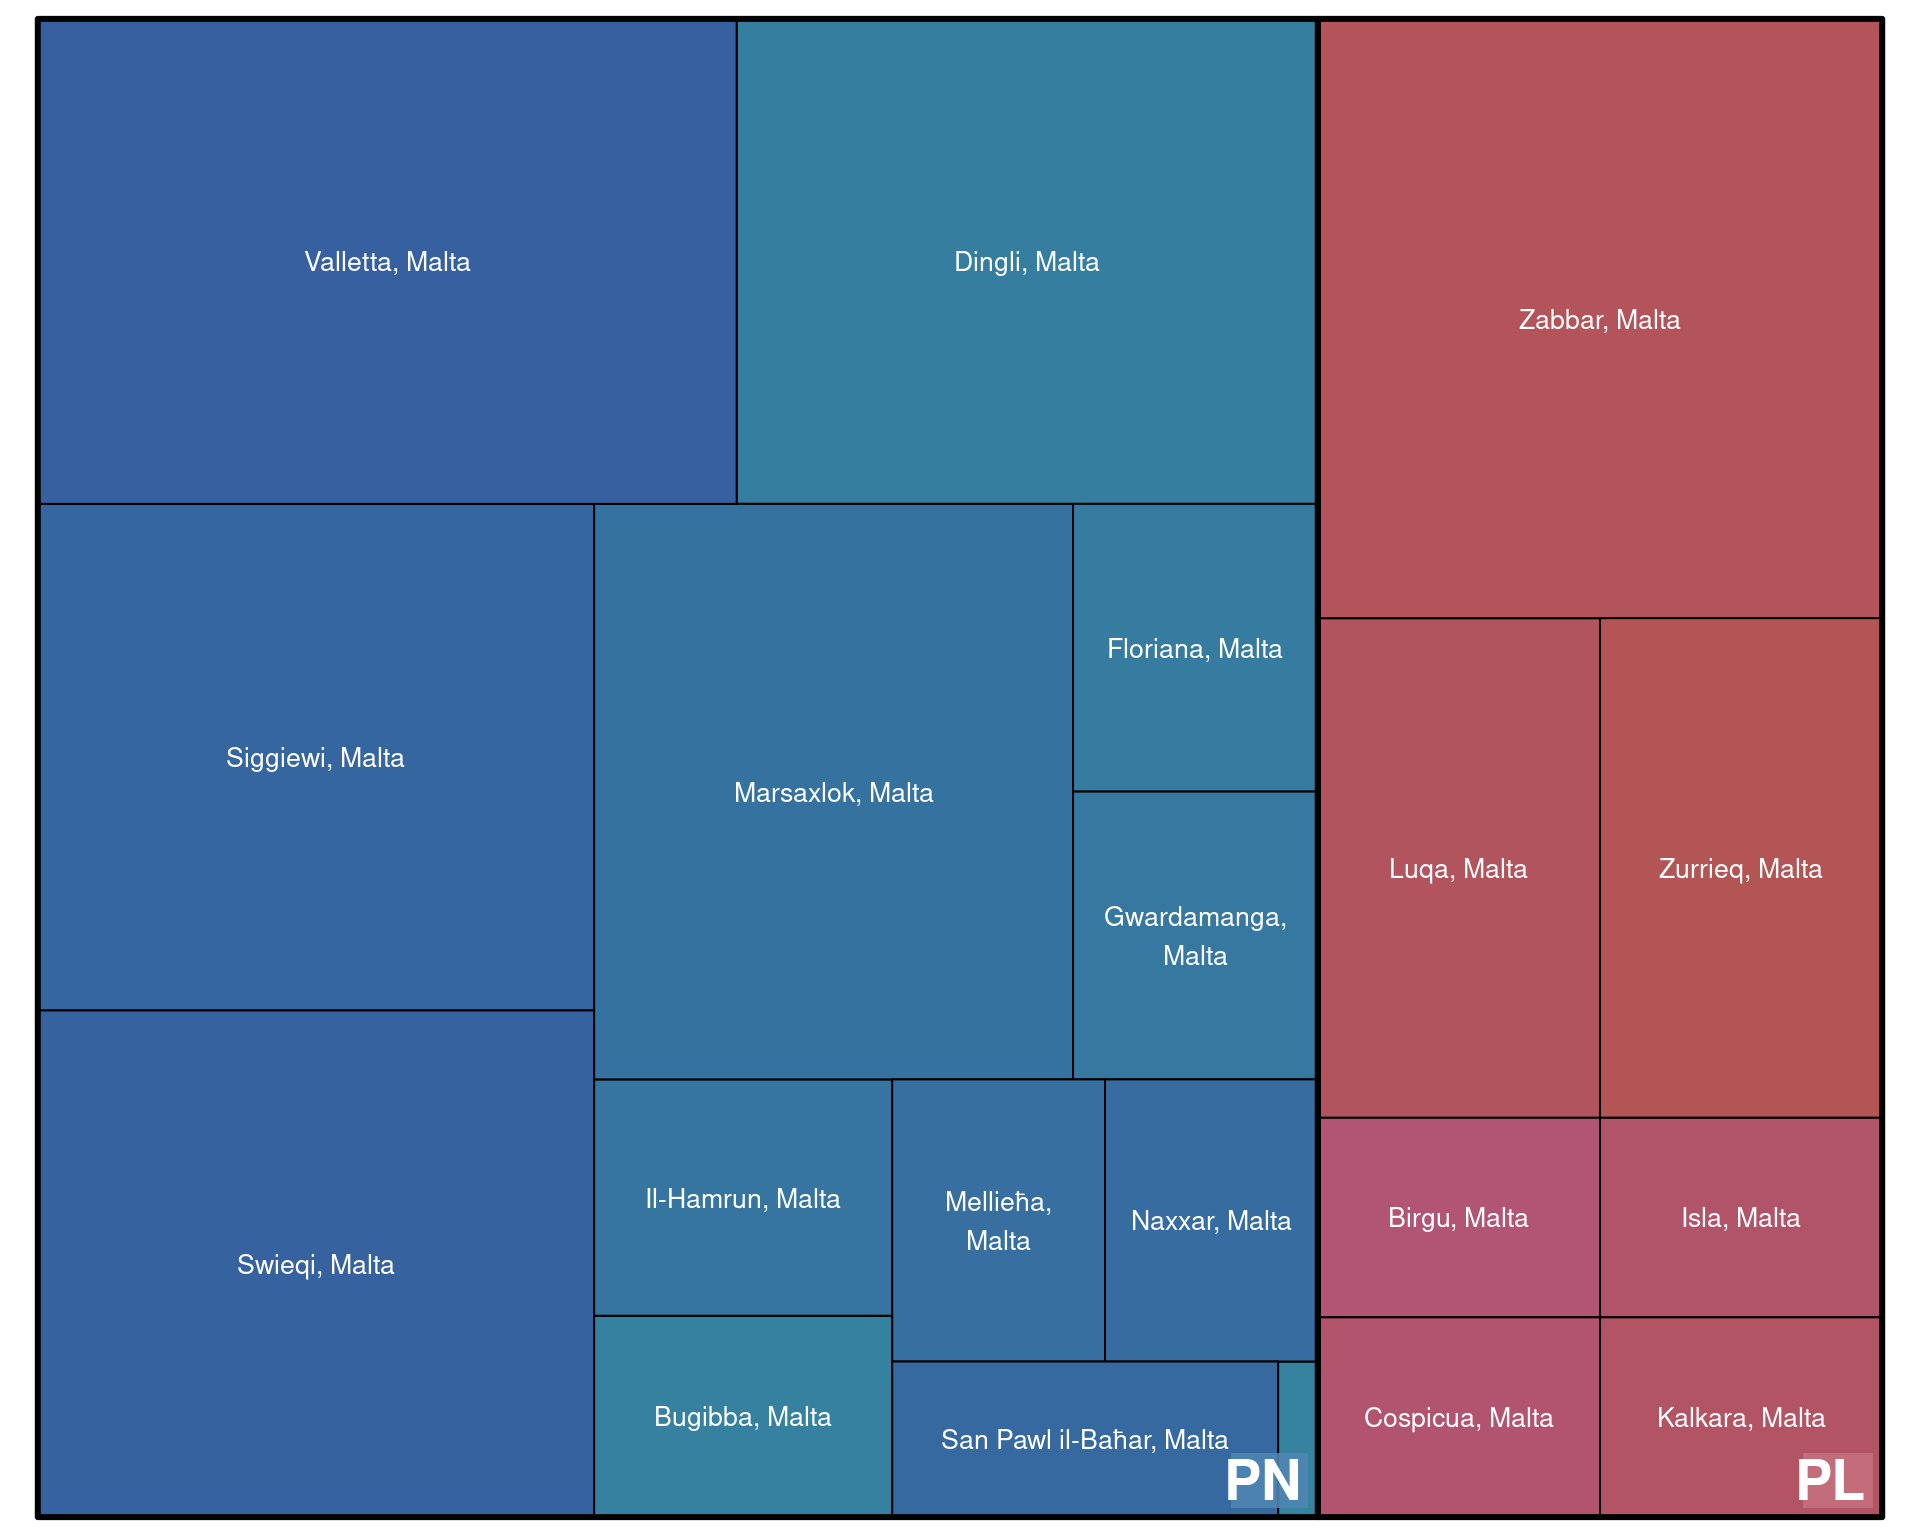 Valletta, Malta
Dingli, Malta
Zabbar, Malta
Siggiewi, Malta
Marsaxlok, Malta
Floriana, Malta
Gwardamanga,
Malta
Luqa, Malta
Zurrieq, Malta
Swieqi, Malta
Il-Hamrun, Malta
Mellieħa,
Malta
Naxxar, Malta
Birgu, Malta
Isla, Malta
Bugibba, Malta
San Pawl il-Baħar, Malta
Cospicua, Malta
Kalkara, Malta
PN
PL